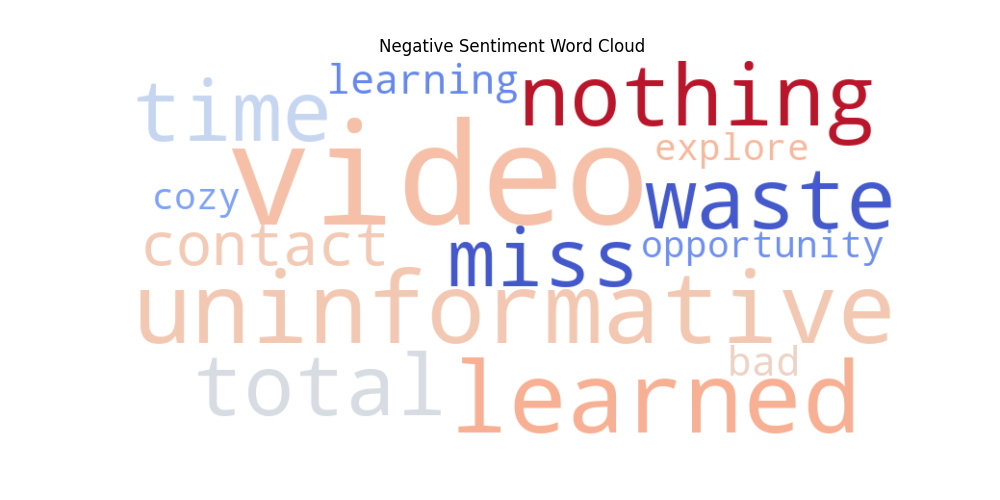 Negative Sentiment Word Cloud
learning
time
nothing
video
explore
cozy
waste
contact
miss
opportunity
uninformative
total
bad
learned